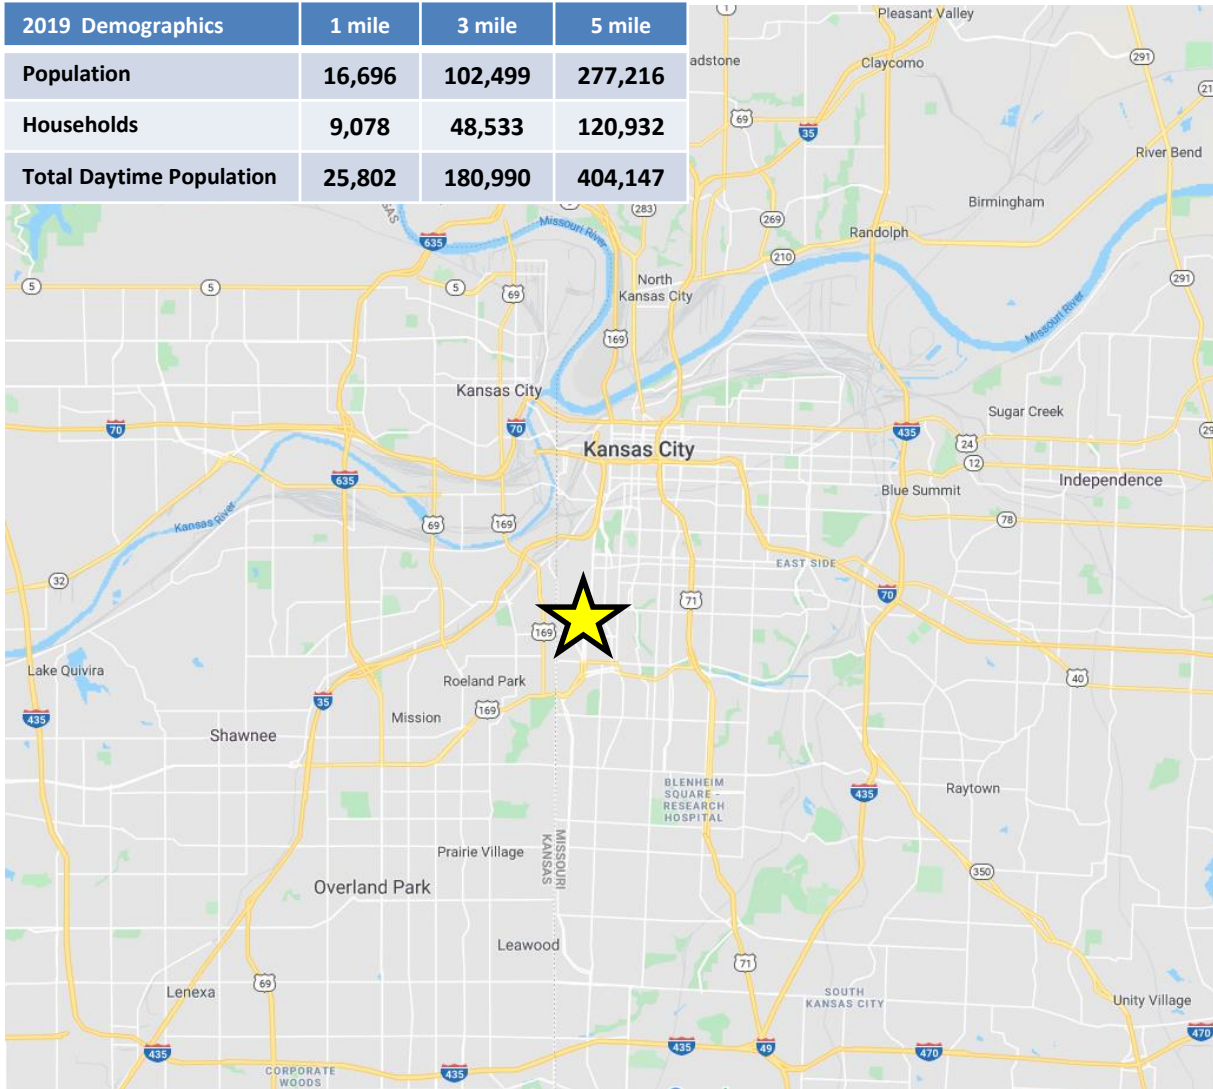 2019 Demographics 1 mile 3 mile 5 mile
Population 16,696 102,499 277,216
Households 9,078 48,533 120,932
Total Daytime Population 25,802 180,990 404,147
1
Pleasant Valley
adstone
Claycomo
291
21
69
35
River Bend
Birmingham
283
269
Missouri River
Randolph
635
210
North
Kansas City
291
5
5
5
69
Missouri River
169
Kansas City
Sugar Creek
70
70
435
29
24
Kansas City
12
635
Independence
Blue Summit
Kansas River
69
169
78
EAST SIDE
32
70
71
169
Lake Quivira
Roeland Park
40
35
435
Mission
169
Shawnee
BLENHEIM
SQUARE -
RESEARCH
HOSPITAL
435
Raytown
MISSOURI
KANSAS
Prairie Village
350
Overland Park
Leawood
71
69
Lenexa
SOUTH
KANSAS CITY
Unity Village
470
435
435
49
470
435
CORPORATE
WOODS